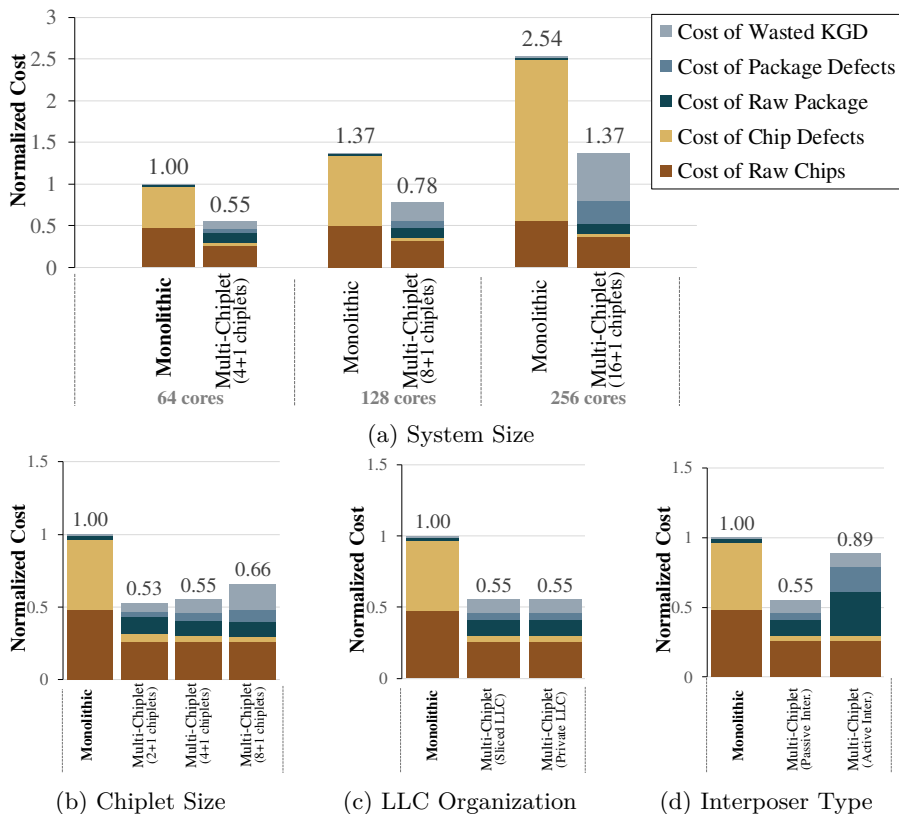 Normalized Cost
3
2.5
2
1.5
1
0.5
0
1.00
0.55
1.37
0.78
2.54
1.37
Cost of Wasted KGD
Cost of Package Defects
Cost of Raw Package
Cost of Chip Defects
Cost of Raw Chips
Monolithic
Multi-Chiplet
(4+1 chiplets)
Monolithic
Multi-Chiplet
(8+1 chiplets)
Monolithic
Multi-Chiplet
(16+1 chiplets)
64 cores
128 cores
256 cores
(a) System Size
Normalized Cost
1.5
1
0.5
0
1.00
0.53
0.55
0.66
Monolithic
Multi-Chiplet
(2+1 chiplets)
Multi-Chiplet
(4+1 chiplets)
Multi-Chiplet
(8+1 chiplets)
(b) Chiplet Size
Normalized Cost
1.5
1
0.5
0
1.00
0.55
0.55
Monolithic
Multi-Chiplet
(Sliced LLC)
Multi-Chiplet
(Private LLC)
(c) LLC Organization
Normalized Cost
1.5
1
0.5
0
1.00
0.55
0.89
Monolithic
Multi-Chiplet
(Passive Inter.)
Multi-Chiplet
(Active Inter.)
(d) Interposer Type